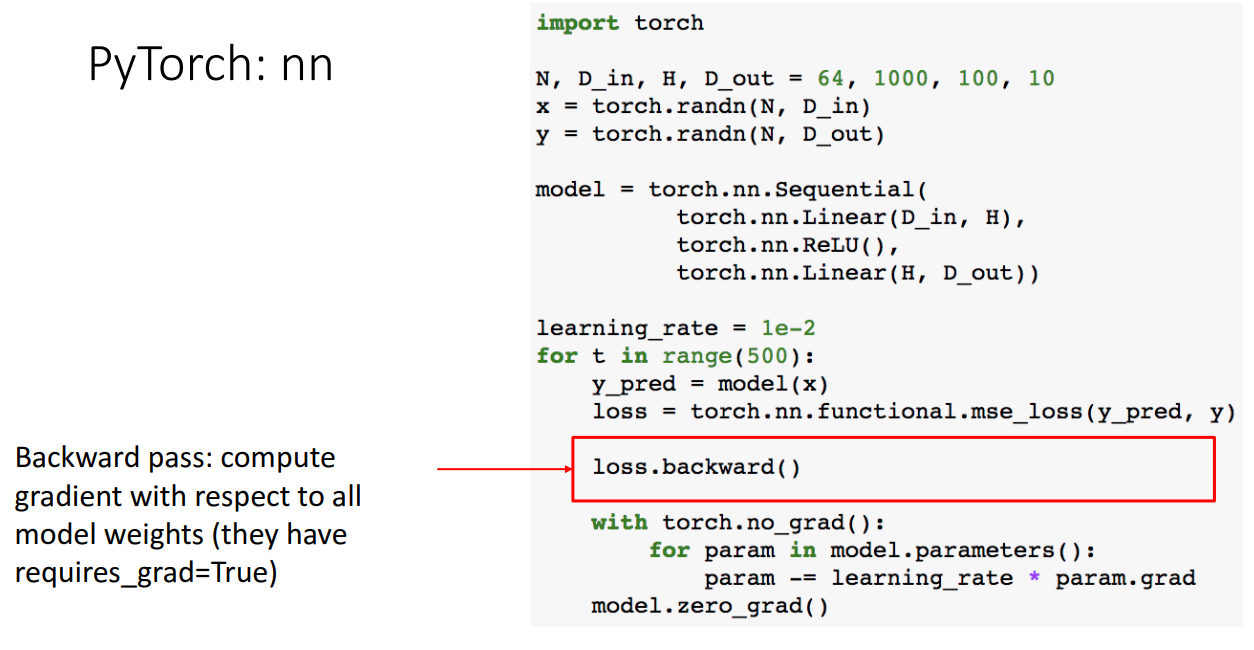 PyTorch: nn
import torch
N, D_in, H, D_out = 64, 1000, 100, 10
x = torch.randn(N, D_in)
y = torch.randn(N, D_out)
model = torch.nn.Sequential(
          torch.nn.Linear(D_in, H),
          torch.nn.ReLU(),
          torch.nn.Linear(H, D_out))
learning_rate = 1e-2
for t in range(500):
    y_pred = model(x)
    loss = torch.nn.functional.mse_loss(y_pred, y)
    loss.backward()
    with torch.no_grad():
        for param in model.parameters():
            param -= learning_rate * param.grad
    model.zero_grad()
Backward pass: compute
gradient with respect to all
model weights (they have
requires_grad=True)